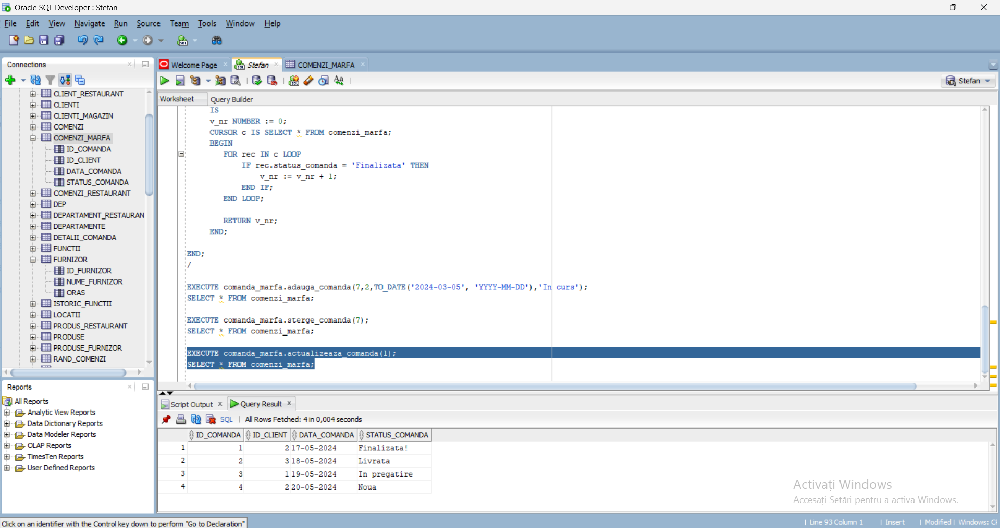 Oracle SQL Developer : Stefan
File Edit View Navigate Run Source Team Tools Window Help
Connections
CLIENT_RESTAURANT
CLIENTI
CLIENTI_MAGAZIN
COMENZI
COMENZI_MARFA
ID_COMANDA
ID_CLIENT
DATA_COMANDA
STATUS_COMANDA
COMENZI_RESTAURANT
DEP
DEPARTAMENT_RESTAURAN
DEPARTAMENTE
DETALII_COMANDA
FUNCTII
FURNIZOR
ID_FURNIZOR
NUME_FURNIZOR
ORAS
ISTORIC_FUNCTII
LOCATII
PRODUS_RESTAURANT
PRODUSE
PRODUSE_FURNIZOR
RAND_COMENZI
Reports
All Reports
Analytic View Reports
Data Dictionary Reports
Data Modeler Reports
OLAP Reports
TimesTen Reports
User Defined Reports
Welcome Page Stefan COMENZI_MARFA
Stefan
Worksheet Query Builder
IS
v_nr NUMBER := 0;
CURSOR c IS SELECT * FROM comenzi_marfa;
BEGIN
FOR rec IN c LOOP
IF rec.status_comanda = 'Finalizata' THEN
v_nr := v_nr + 1;
END IF;
END LOOP;
RETURN v_nr;
END;
END;
/
EXECUTE comanda_marfa.adauga_comanda(7,2,TO_DATE('2024-03-05', 'YYYY-MM-DD'),'In curs');
SELECT * FROM comenzi_marfa;
EXECUTE comanda_marfa.sterge_comanda(7);
SELECT * FROM comenzi_marfa;
EXECUTE comanda_marfa.actualizeaza_comanda(1);
SELECT * FROM comenzi_marfa;
Script Output Query Result
SQL All Rows Fetched: 4 in 0,004 seconds
ID_COMANDA ID_CLIENT DATA_COMANDA STATUS_COMANDA
1 1 2 17-05-2024 Finalizata!
2 2 3 18-05-2024 Livrata
3 3 1 19-05-2024 In pregatire
4 4 2 20-05-2024 Noua
Activați Windows
Accesați Setări pentru a activa Windows.
Click on an identifier with the Control key down to perform "Go to Declaration"
Line 93 Column 1 Insert Modified Windows: CF